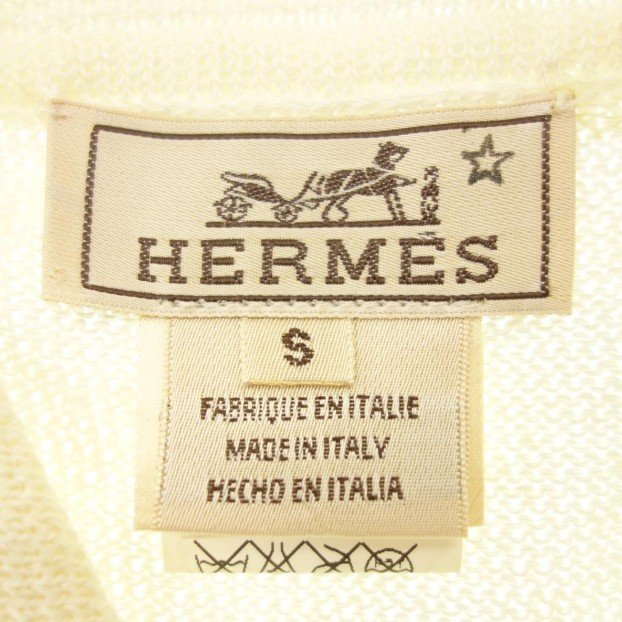 HERMÈS
S
FABRIQUE EN ITALIE
MADE IN ITALY
HECHO EN ITALIA